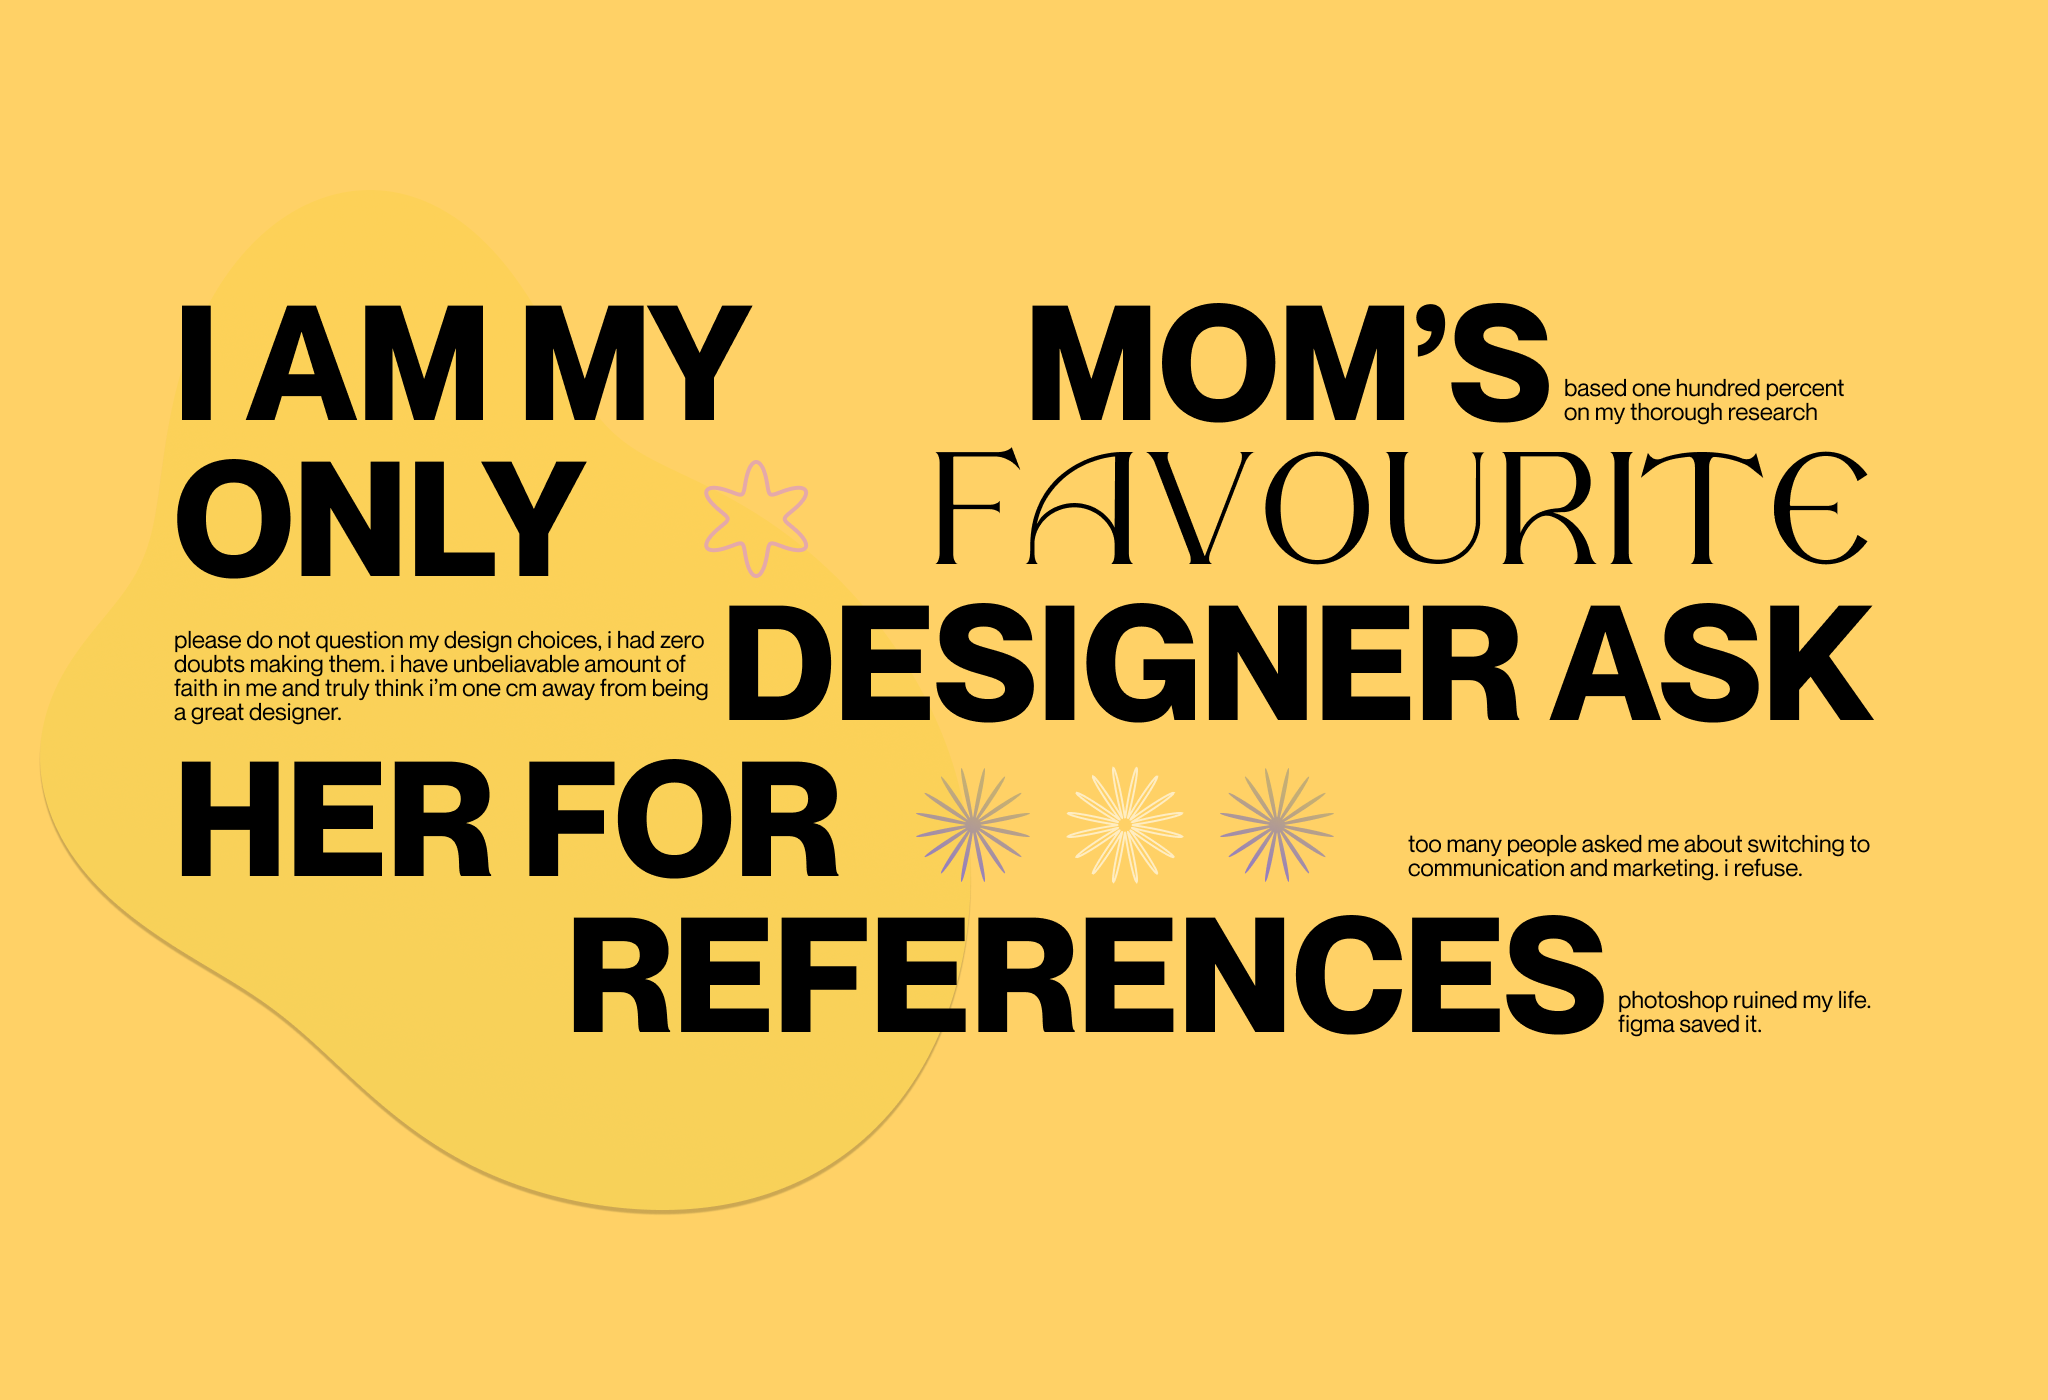 I AM MY MOM’S
based one hundred percent
on my thorough research
ONLY FAVOURITE
please do not question my design choices, i had zero
doubts making them. i have unbeliavable amount of
faith in me and truly think i’m one cm away from being
a great designer.
DESIGNER ASK
HER FOR
too many people asked me about switching to
communication and marketing. i refuse.
REFERENCES
photoshop ruined my life.
figma saved it.